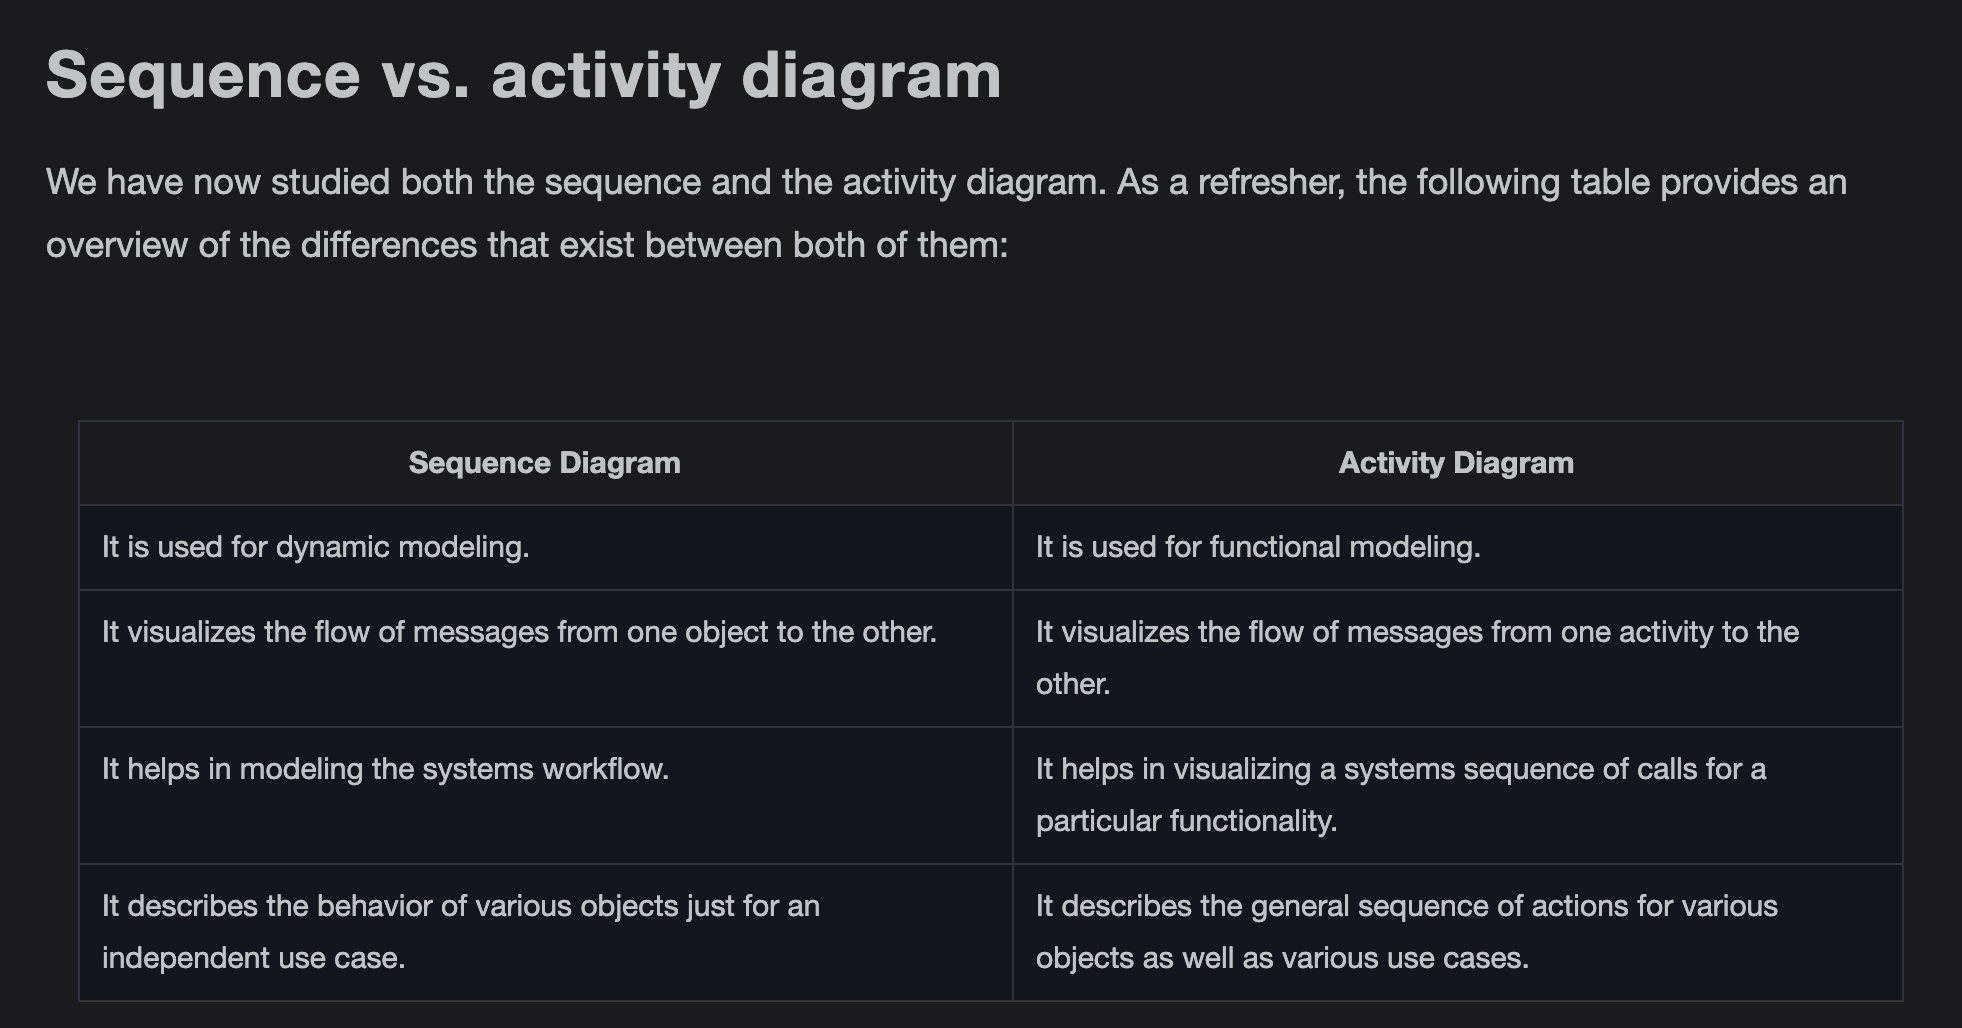 Sequence vs. activity diagram
We have now studied both the sequence and the activity diagram. As a refresher, the following table provides an
overview of the differences that exist between both of them:
Sequence Diagram
Activity Diagram
It is used for dynamic modeling.
It is used for functional modeling.
It visualizes the flow of messages from one object to the other.
It visualizes the flow of messages from one activity to the
other.
It helps in modeling the systems workflow.
It helps in visualizing a systems sequence of calls for a
particular functionality.
It describes the behavior of various objects just for an
independent use case.
It describes the general sequence of actions for various
objects as well as various use cases.